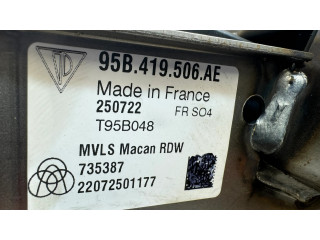 95B.419.506.AE
Made in France
250722 FR SO4
T95B048
MVLS Macan RDW
735387
22072501177